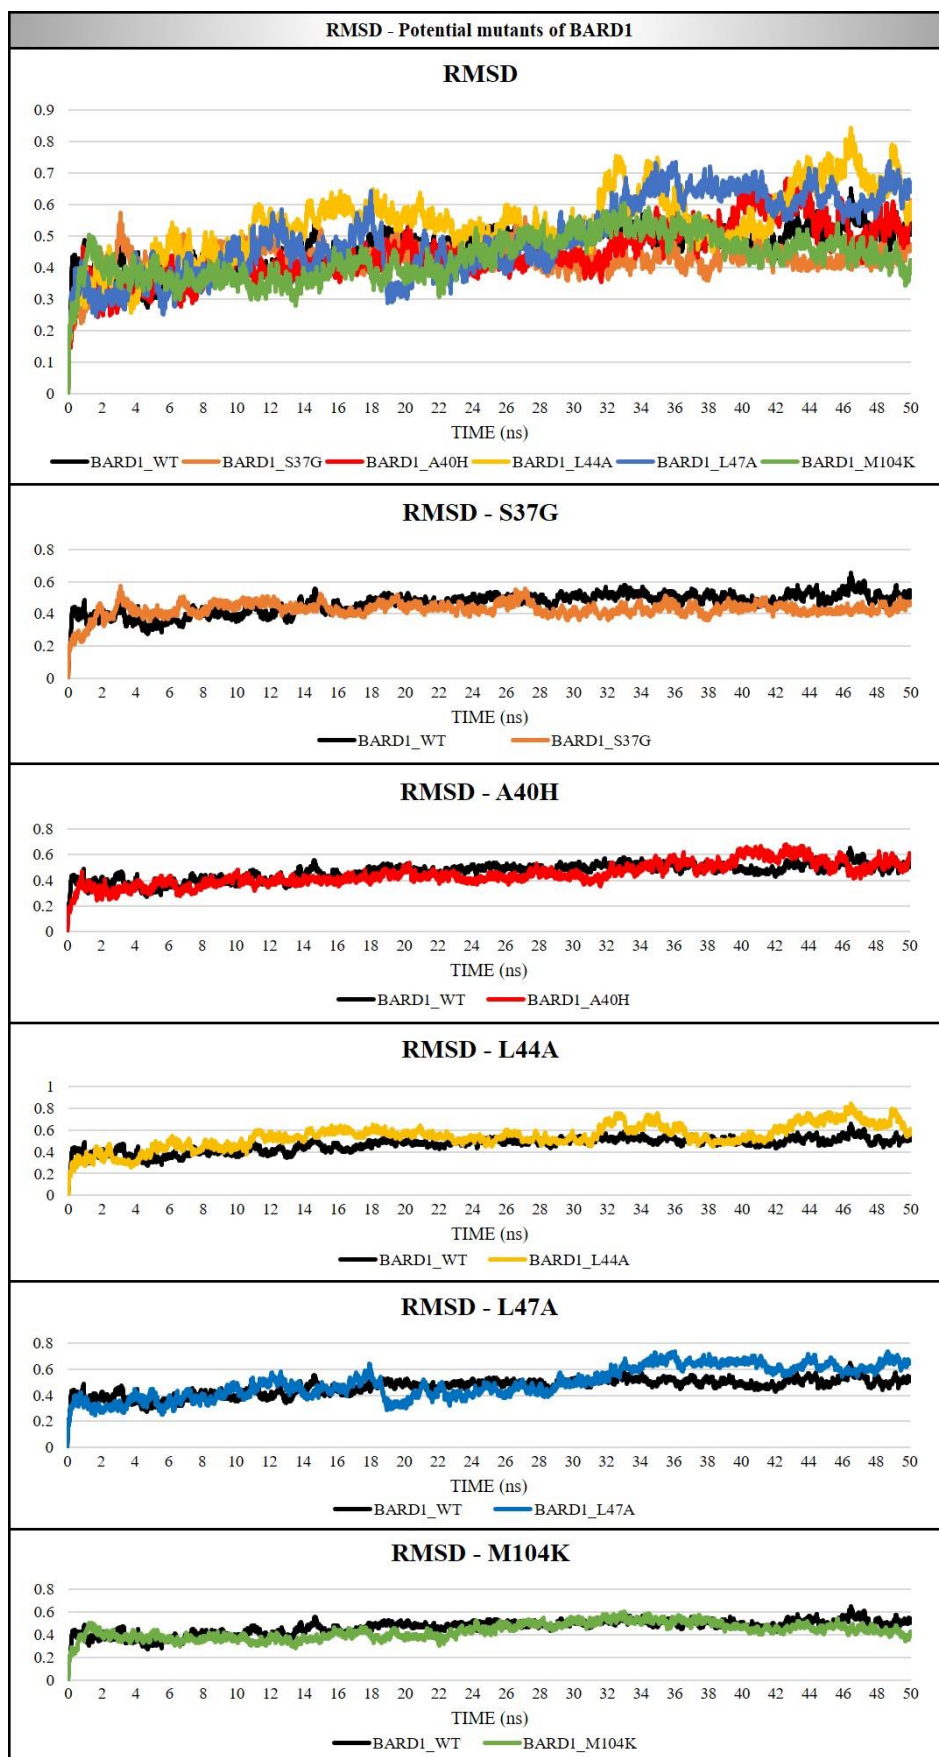 RMSD - Potential mutants of BARD1
RMSD
0.9
0.8
0.7
0.6
0.5
0.4
0.3
0.2
0.1
0
0 2 4 6 8 10 12 14 16 18 20 22 24 26 28 30 32 34 36 38 40 42 44 46 48 50
TIME (ns)
BARD1_WT BARD1_S37G BARD1_A40H BARD1_L44A BARD1_L47A BARD1_M104K
RMSD - S37G
0.8
0.6
0.4
0.2
0
0 2 4 6 8 10 12 14 16 18 20 22 24 26 28 30 32 34 36 38 40 42 44 46 48 50
TIME (ns)
BARD1_WT BARD1_S37G
RMSD - A40H
0.8
0.6
0.4
0.2
0
0 2 4 6 8 10 12 14 16 18 20 22 24 26 28 30 32 34 36 38 40 42 44 46 48 50
TIME (ns)
BARD1_WT BARD1_A40H
RMSD - L44A
1
0.8
0.6
0.4
0.2
0
0 2 4 6 8 10 12 14 16 18 20 22 24 26 28 30 32 34 36 38 40 42 44 46 48 50
TIME (ns)
BARD1_WT BARD1_L44A
RMSD - L47A
0.8
0.6
0.4
0.2
0
0 2 4 6 8 10 12 14 16 18 20 22 24 26 28 30 32 34 36 38 40 42 44 46 48 50
TIME (ns)
BARD1_WT BARD1_L47A
RMSD - M104K
0.8
0.6
0.4
0.2
0
0 2 4 6 8 10 12 14 16 18 20 22 24 26 28 30 32 34 36 38 40 42 44 46 48 50
TIME (ns)
BARD1_WT BARD1_M104K